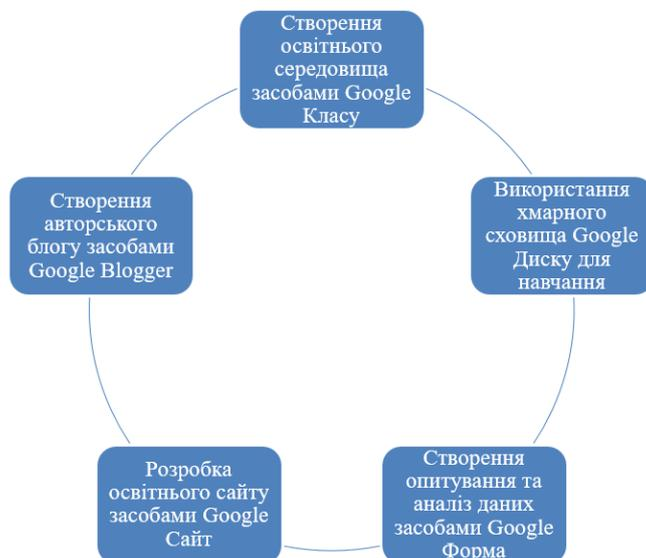 Створення
освітнього
середовища
засобами Google
Класу
Використання
хмарного
сховища Google
Диску для
навчання
Створення
опитування та
аналіз даних
засобами Google
Форма
Розробка
освітнього сайту
засобами Google
Сайт
Створення
авторського
блогу засобами
Google Blogger